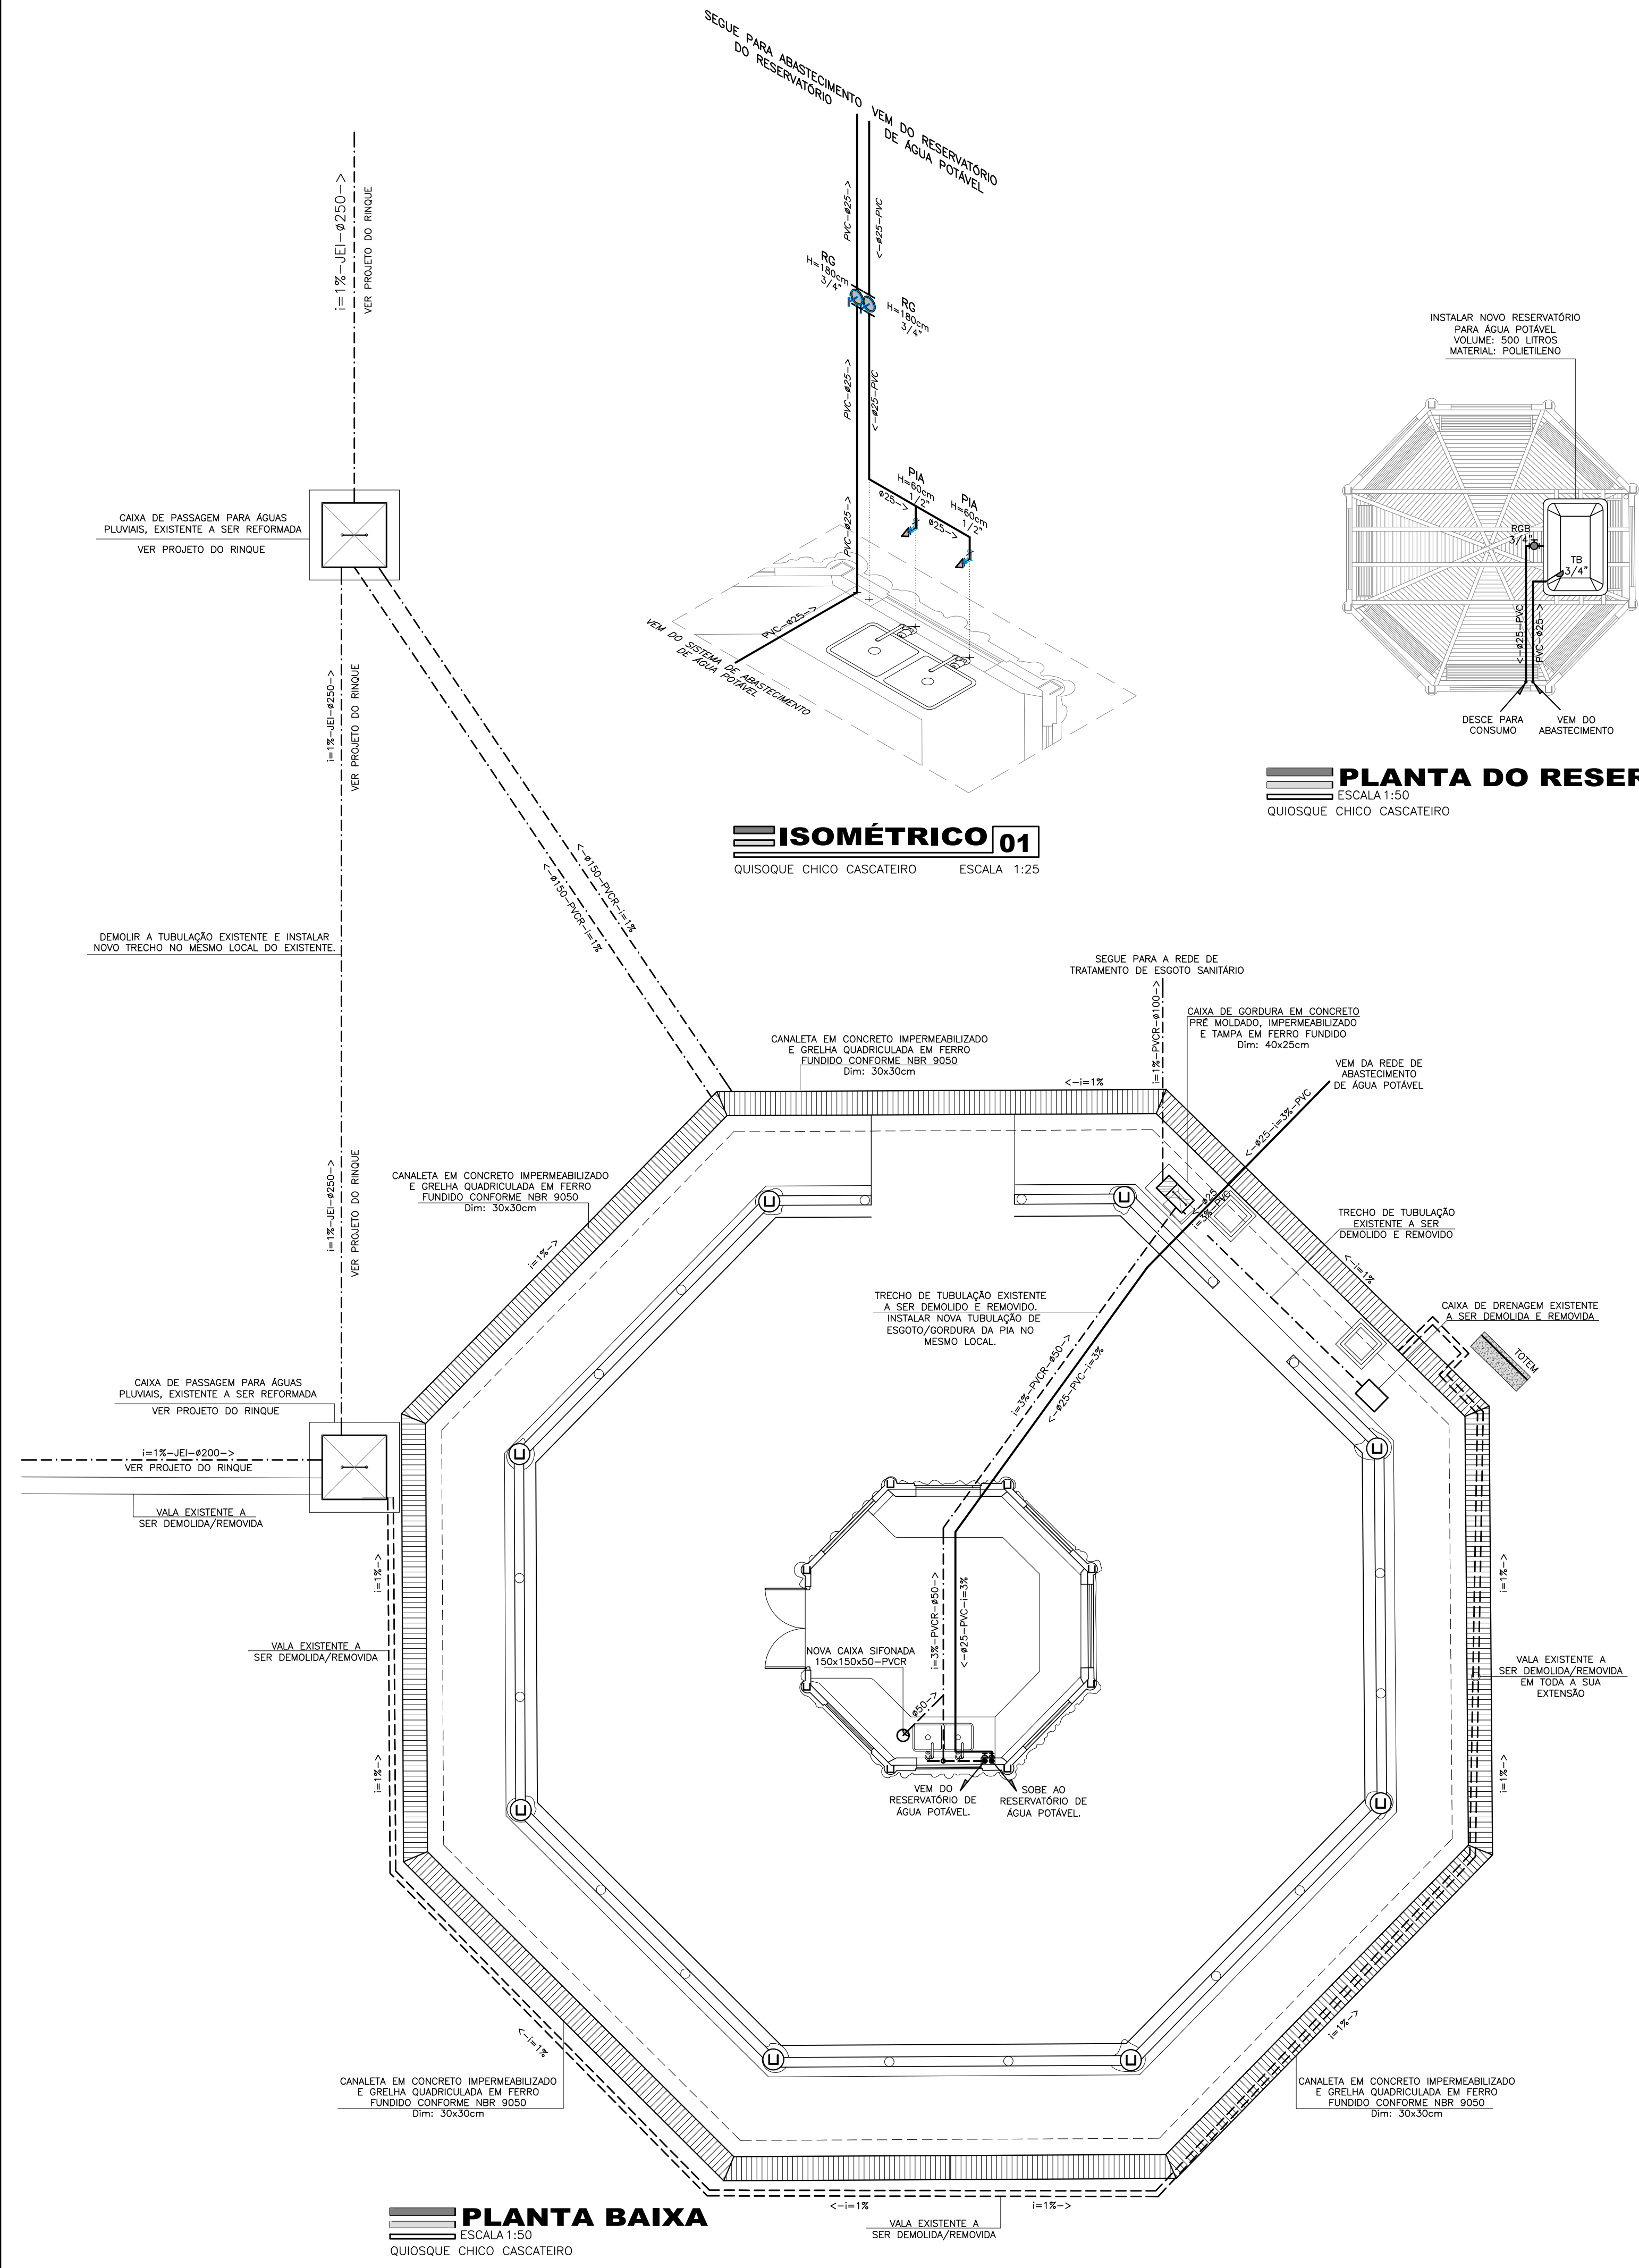 SEGUE PARA ABASTECIMENTO
DO RESERVATÓRIO
VEM DO RESERVATÓRIO
DE ÁGUA POTÁVEL
PVC-ø25->
<-ø25-PVC
RG
H=180cm
3/4"
RG
H=180cm
3/4"
PVC-ø25->
<-ø25-PVC
PIA
H=60cm
1/2"
PIA
H=60cm
1/2"
ø25->
ø25->
PVC-ø25->
PVC-ø25->
VEM DO SISTEMA DE ABASTECIMENTO
DE ÁGUA POTÁVEL
ISOMÉTRICO 01
QUISOQUE CHICO CASCATEIRO ESCALA 1:25
INSTALAR NOVO RESERVATÓRIO
PARA ÁGUA POTÁVEL
VOLUME: 500 LITROS
MATERIAL: POLIETILENO
RGB
3/4"
TB
3/4"
<-ø25-PVC
PVC-ø25->
DESCE PARA
CONSUMO
VEM DO
ABASTECIMENTO
PLANTA DO RESER
ESCALA 1:50
QUIOSQUE CHICO CASCATEIRO
i=1%-JEI-ø250->
VER PROJETO DO RINQUE
CAIXA DE PASSAGEM PARA ÁGUAS
PLUVIAIS, EXISTENTE A SER REFORMADA
VER PROJETO DO RINQUE
i=1%-JEI-ø250->
VER PROJETO DO RINQUE
<-ø150-PVCR-i=1%
<-ø150-PVCR-i=1%
DEMOLIR A TUBULAÇÃO EXISTENTE E INSTALAR
NOVO TRECHO NO MESMO LOCAL DO EXISTENTE.
i=1%-JEI-ø250->
VER PROJETO DO RINQUE
SEGUE PARA A REDE DE
TRATAMENTO DE ESGOTO SANITÁRIO
i=1%-PVCR-ø100->
CAIXA DE GORDURA EM CONCRETO
PRÉ MOLDADO, IMPERMEABILIZADO
E TAMPA EM FERRO FUNDIDO
Dim: 40x25cm
CANALETA EM CONCRETO IMPERMEABILIZADO
E GRELHA QUADRICULADA EM FERRO
FUNDIDO CONFORME NBR 9050
Dim: 30x30cm
<-i=1%
VEM DA REDE DE
ABASTECIMENTO
DE ÁGUA POTÁVEL
<-ø25-i=3%-PVC
CANALETA EM CONCRETO IMPERMEABILIZADO
E GRELHA QUADRICULADA EM FERRO
FUNDIDO CONFORME NBR 9050
Dim: 30x30cm
i=1%->
<-ø25
i=3%-PVC
TRECHO DE TUBULAÇÃO
EXISTENTE A SER
DEMOLIDO E REMOVIDO
<-i=1%
TRECHO DE TUBULAÇÃO EXISTENTE
A SER DEMOLIDO E REMOVIDO.
INSTALAR NOVA TUBULAÇÃO DE
ESGOTO/GORDURA DA PIA NO
MESMO LOCAL.
i=3%-PVCR-ø50->
<-ø25-PVC-i=3%
CAIXA DE DRENAGEM EXISTENTE
A SER DEMOLIDA E REMOVIDA
TOTEM
CAIXA DE PASSAGEM PARA ÁGUAS
PLUVIAIS, EXISTENTE A SER REFORMADA
VER PROJETO DO RINQUE
i=1%-JEI-ø200->
VER PROJETO DO RINQUE
VALA EXISTENTE A
SER DEMOLIDA/REMOVIDA
i=1%->
VALA EXISTENTE A
SER DEMOLIDA/REMOVIDA
i=1%->
i=3%-PVCR-ø50->
<-ø25-PVC-i=3%
NOVA CAIXA SIFONADA
150x150x50-PVCR
ø50->
VEM DO
RESERVATÓRIO DE
ÁGUA POTÁVEL.
SOBE AO
RESERVATÓRIO DE
ÁGUA POTÁVEL.
i=1%->
VALA EXISTENTE A
SER DEMOLIDA/REMOVIDA
EM TODA A SUA
EXTENSÃO
i=1%->
<-i=1%
i=1%->
CANALETA EM CONCRETO IMPERMEABILIZADO
E GRELHA QUADRICULADA EM FERRO
FUNDIDO CONFORME NBR 9050
Dim: 30x30cm
CANALETA EM CONCRETO IMPERMEABILIZADO
E GRELHA QUADRICULADA EM FERRO
FUNDIDO CONFORME NBR 9050
Dim: 30x30cm
<-i=1%
i=1%->
VALA EXISTENTE A
SER DEMOLIDA/REMOVIDA
PLANTA BAIXA
ESCALA 1:50
QUIOSQUE CHICO CASCATEIRO